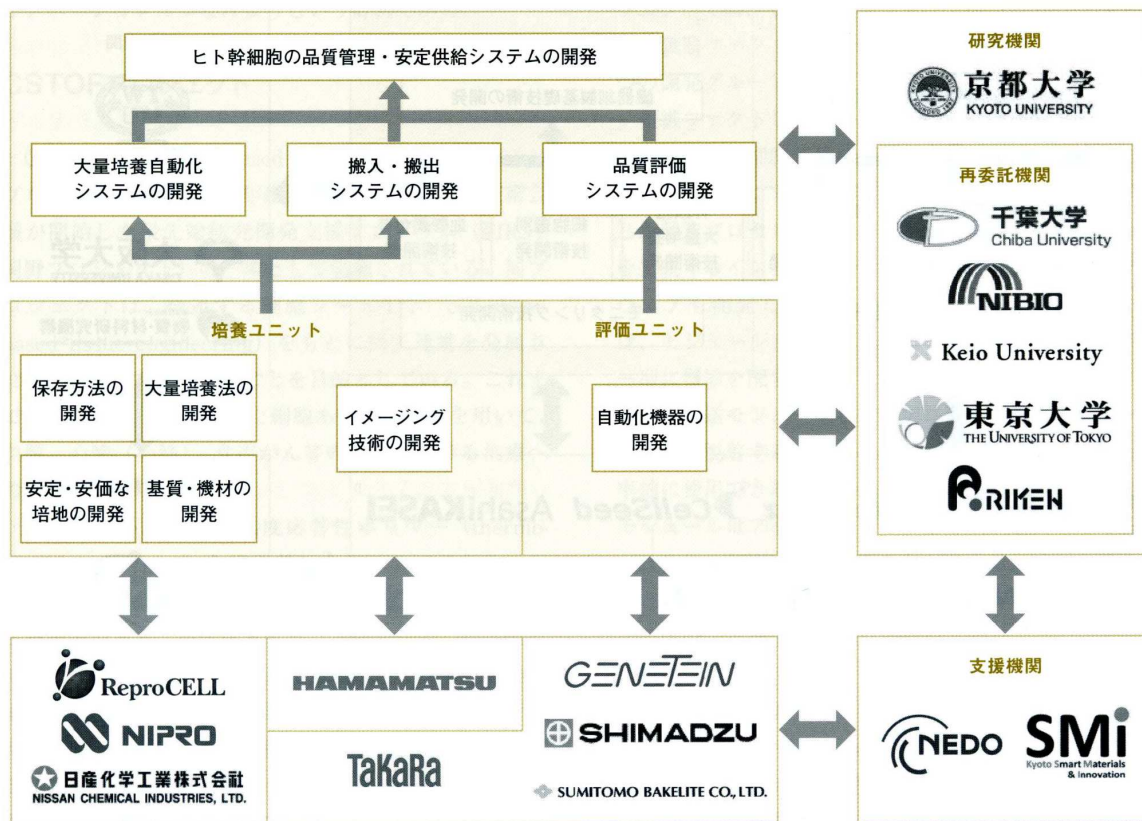 ヒト幹細胞の品質管理・安定供給システムの開発
大量培養自動化
システムの開発
搬入・搬出
システムの開発
品質評価
システムの開発
培養ユニット
評価ユニット
保存方法の
開発
大量培養法の
開発
安定・安価な
培地の開発
基質・機材の
開発
イメージング
技術の開発
自動化機器の
開発
研究機関
京都大学
KYOTO UNIVERSITY
再委託機関
千葉大学
Chiba University
NIBIO
Keio University
東京大学
THE UNIVERSITY OF TOKYO
RIKEN
ReproCELL
NIPRO
日産化学工業株式会社
NISSAN CHEMICAL INDUSTRIES, LTD.
HAMAMATSU
TaKaRa
GENETEIN
SHIMADZU
SUMITOMO BAKELITE CO., LTD.
支援機関
NEDO
SMi
Kyoto Smart Materials
& Innovation